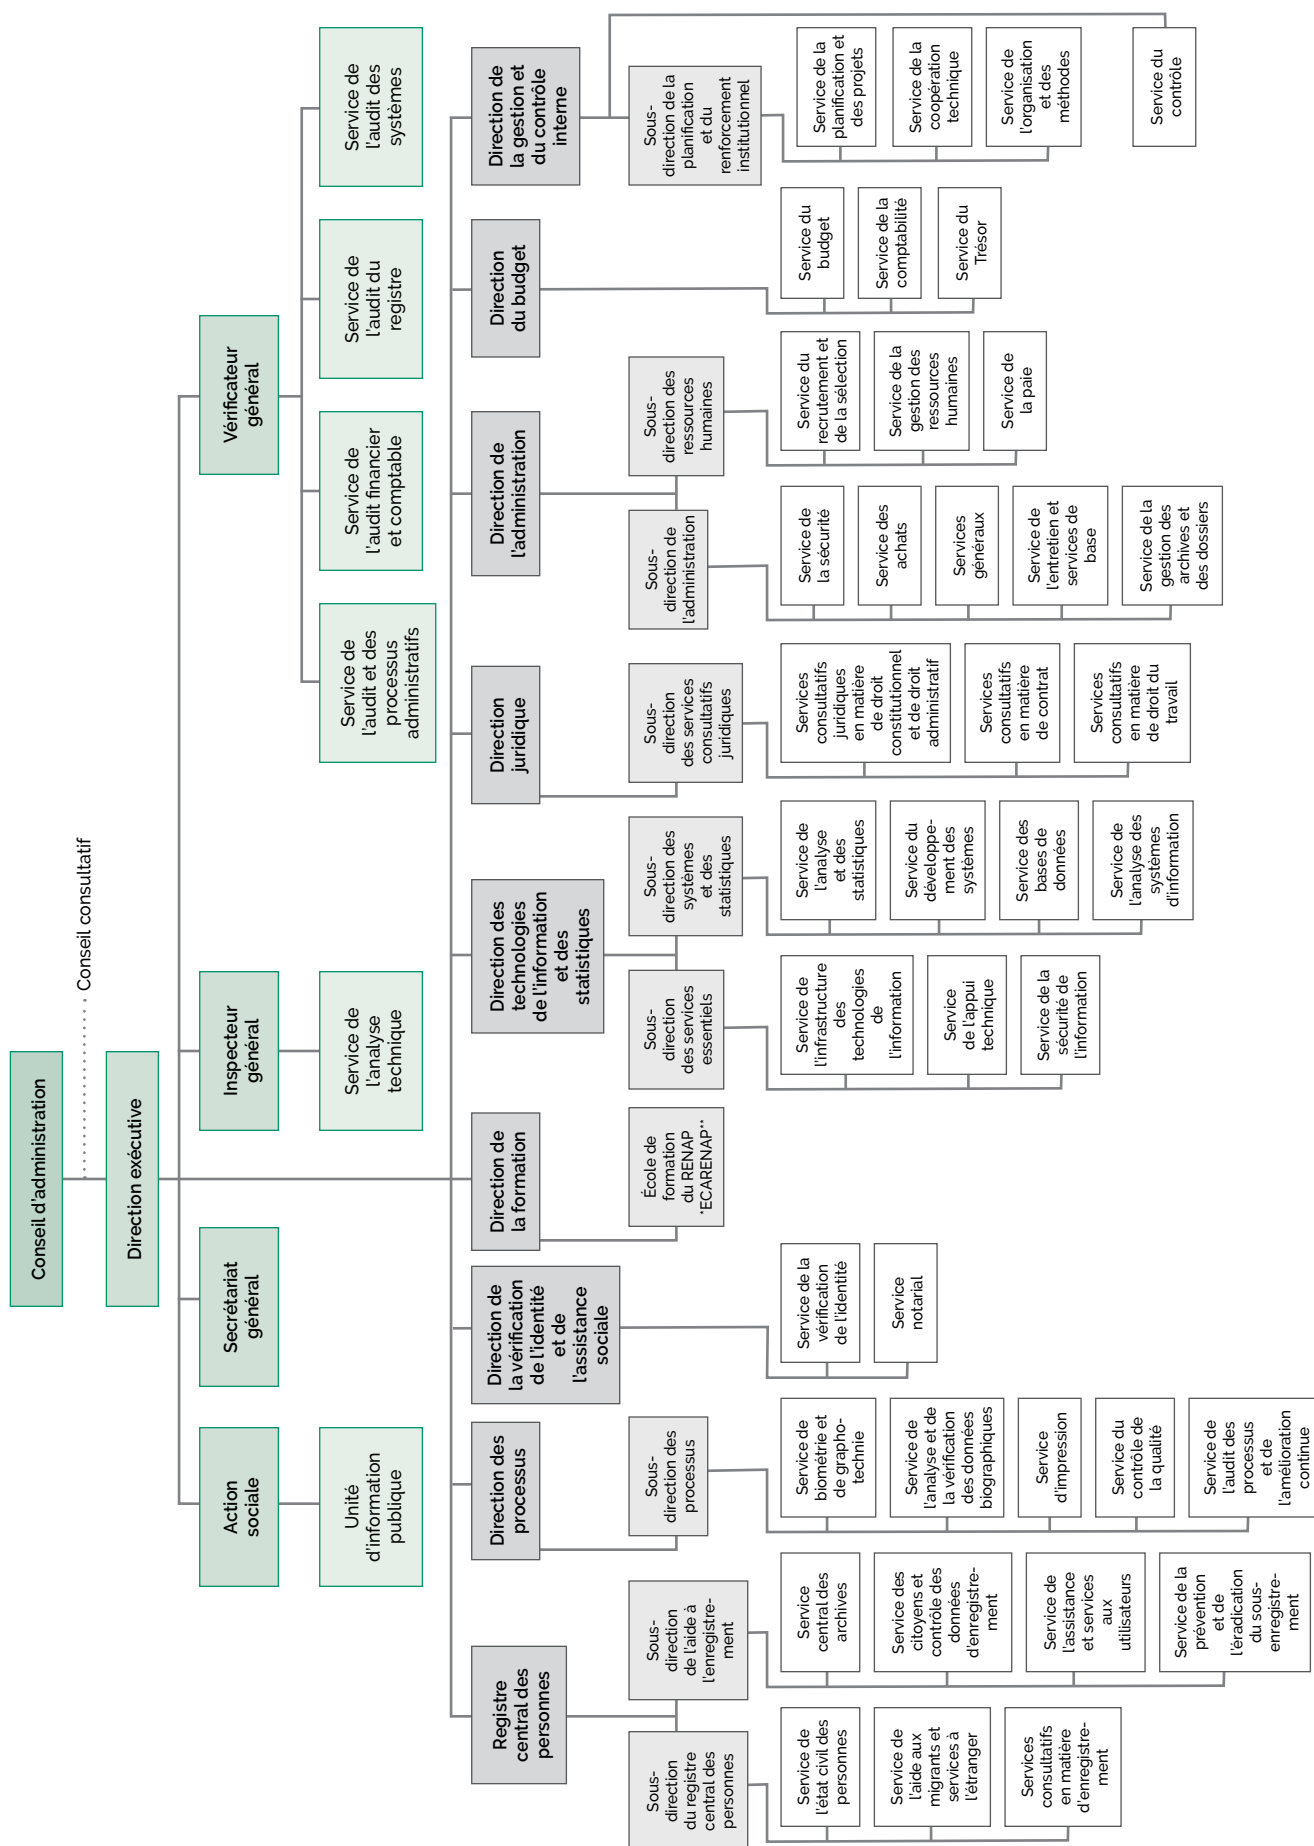 Conseil d'administration
Conseil consultatif
Direction exécutive
Action
sociale
Secrétariat
général
Inspecteur
général
Vérificateur
général
Unité
d'information
publique
Service de
l'analyse
technique
Service de
l'audit et des
processus
administratifs
Service de
l'audit financier
et comptable
Service de
l'audit du
registre
Service de
l'audit des
systèmes
Registre
central des
personnes
Direction des
processus
Direction de
la vérification
de l'identité
et de
l'assistance
sociale
Direction de
la formation
Direction des
technologies
de l'information
et des
statistiques
Direction
juridique
Direction de
l'administration
Direction
du budget
Direction de
la gestion et
du contrôle
interne
Sous-
direction
du registre
central des
personnes
Sous-
direction
de l'aide à
l'enregistre-
ment
Sous-
direction des
processus
École de
formation
du RENAP
"ECARENAP"
Sous-
direction
des services
essentiels
Sous-
direction des
systèmes
et des
statistiques
Sous-
direction
des services
consultatifs
juridiques
Sous-
direction de
l'administration
Sous-
direction des
ressources
humaines
Sous-
direction de la
planification
et du
renforcement
institutionnel
Service de
l'état civil des
personnes
Service de
l'aide aux
migrants et
services à
l'étranger
Services
consultatifs
en matière
d'enregistre-
ment
Service
central des
archives
Service des
citoyens et
contrôle des
données
d'enregistre-
ment
Service de
l'assistance
et services
aux
utilisateurs
Service de la
prévention
et de
l'éradication
du sous-
enregistre-
ment
Service de
biométrie et
de grapho-
technie
Service de
l'analyse et de
la vérification
des données
biographiques
Service
d'impression
Service du
contrôle de
la qualité
Service de
l'audit des
processus
et de
l'amélioration
continue
Service de la
vérification
de l'identité
Service
notarial
Service de
l'infrastructure
des
technologies
de
l'information
Service
de l'appui
technique
Service de la
sécurité de
l'information
Service de
l'analyse
et des
statistiques
Service du
développe-
ment des
systèmes
Service des
bases de
données
Service de
l'analyse des
systèmes
d'information
Services
consultatifs
juridiques
en matière
de droit
constitutionnel
et de droit
administratif
Services
consultatifs
en matière
de contrat
Services
consultatifs
en matière
de droit du
travail
Service de
la sécurité
Service des
achats
Services
généraux
Service de
l'entretien et
services de
base
Service de la
gestion des
archives et
des dossiers
Service du
recrutement et
de la sélection
Service de la
gestion des
ressources
humaines
Service de
la paie
Service du
budget
Service de la
comptabilité
Service du
Trésor
Service de la
planification et
des projets
Service de la
coopération
technique
Service de
l'organisation
et des
méthodes
Service du
contrôle